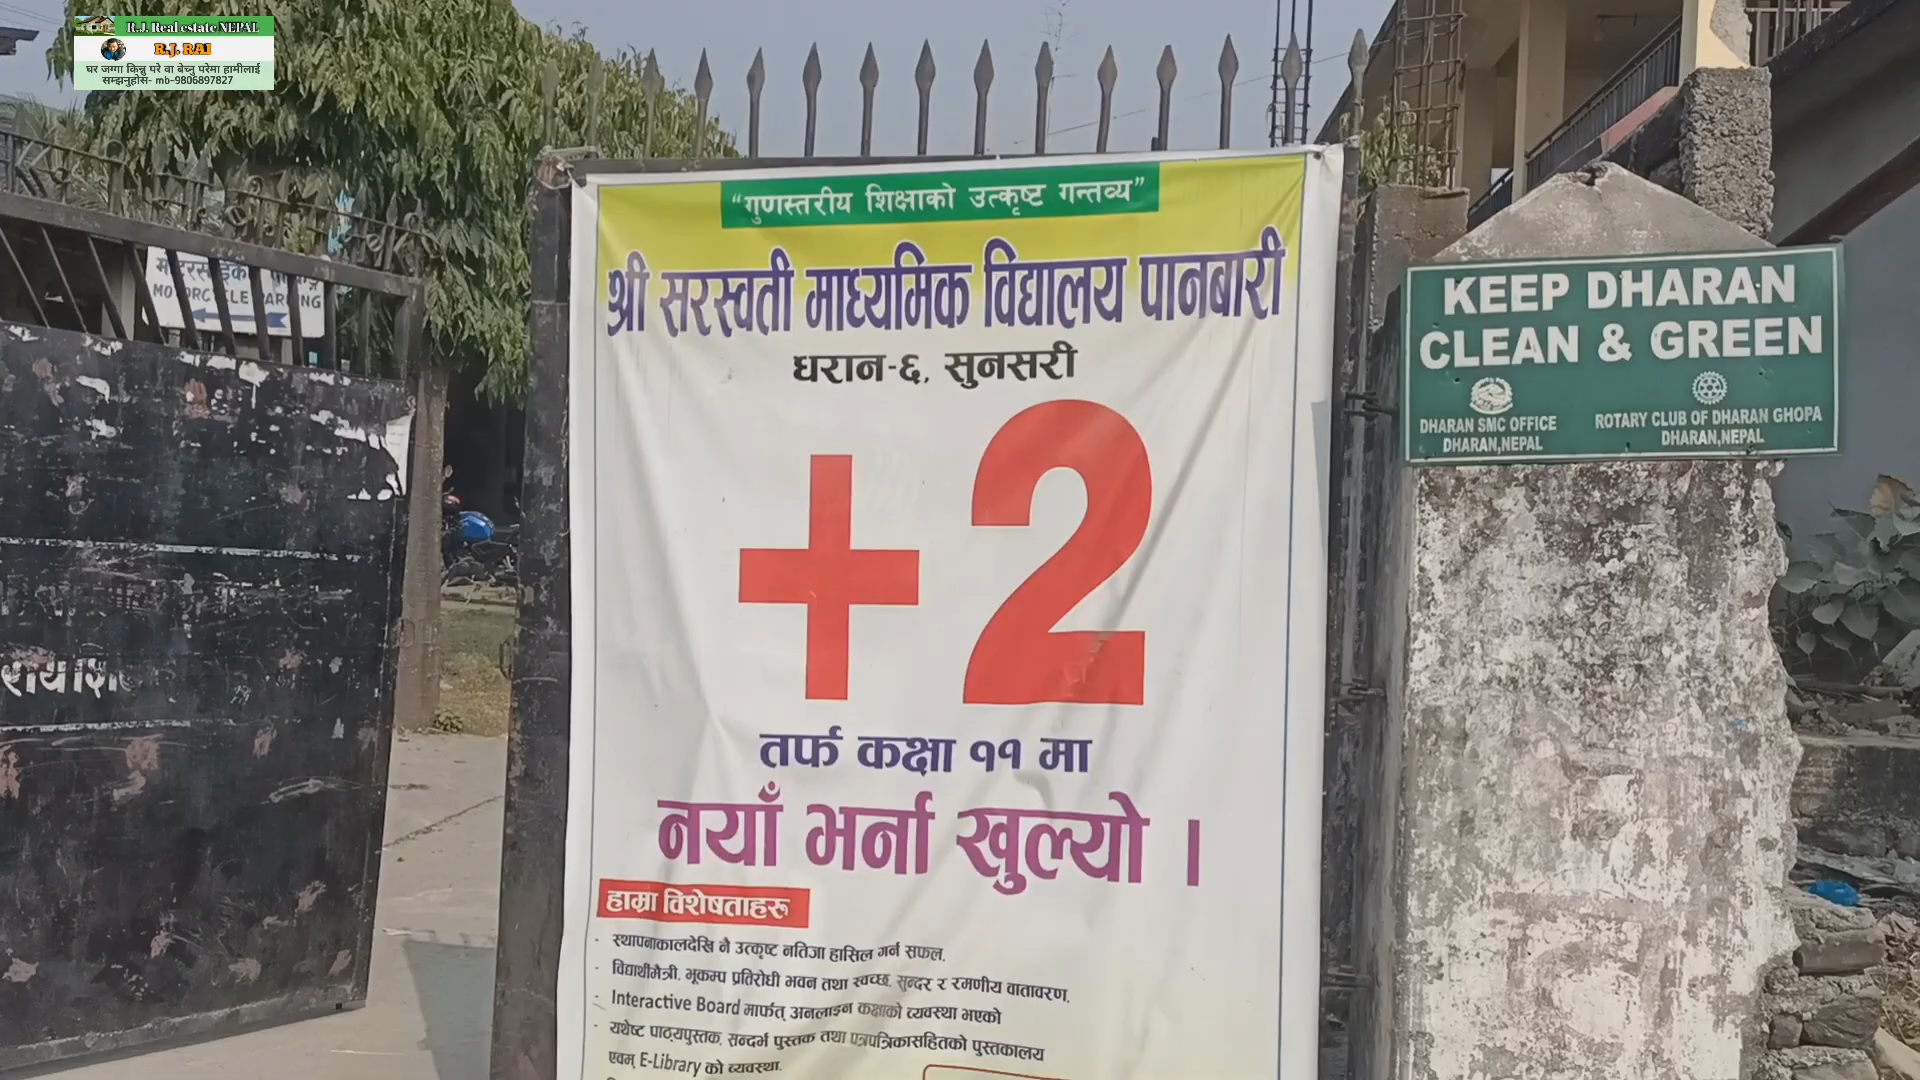 R.J. Real estate NEPAL
R.J. RAI
घर जग्गा किन्नु परे वा बेच्नु परेमा हामीलाई
सम्झनुहोस- mb-9806897827
MOTORCYCLE PARKING
“गुणस्तरीय शिक्षाको उत्कृष्ट गन्तव्य”
श्री सरस्वती माध्यमिक विद्यालय पानबारी
धरान-६, सुनसरी
+2
तर्फ कक्षा ११ मा
नयाँ भर्ना खुल्यो ।
हाम्रा विशेषताहरू
- स्थापनाकालदेखि नै उत्कृष्ट नतिजा हासिल गर्न सफल.
- विद्यार्थीमैत्री, भूकम्प प्रतिरोधी भवन तथा स्वच्छ, सुन्दर र रमणीय वातावरण.
- Interactive Board मार्फत् अनलाइन कक्षाको व्यवस्था भएको
- यथेष्ट पाठ्यपुस्तक, सन्दर्भ पुस्तक तथा पत्रपत्रिकासहितको पुस्तकालय
एवम् E-Library को व्यवस्था.
KEEP DHARAN
CLEAN & GREEN
DHARAN SMC OFFICE
DHARAN,NEPAL
ROTARY CLUB OF DHARAN GHOPA
DHARAN,NEPAL